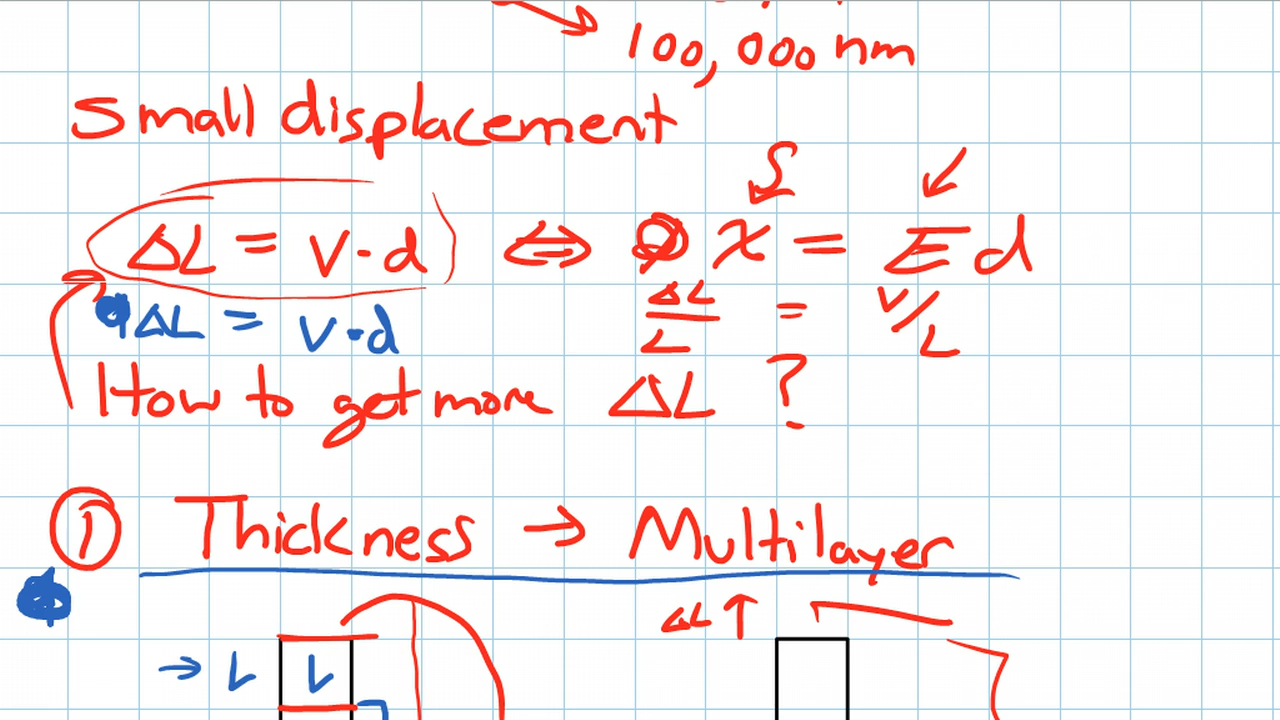 100,000 nm
Small displacement
ΔL = V·d ⇔ x = E d
ΔL/L = V/L
ΔL = V·d
How to get more ΔL ?
① Thickness → Multilayer
ΔL ↑
→ L L